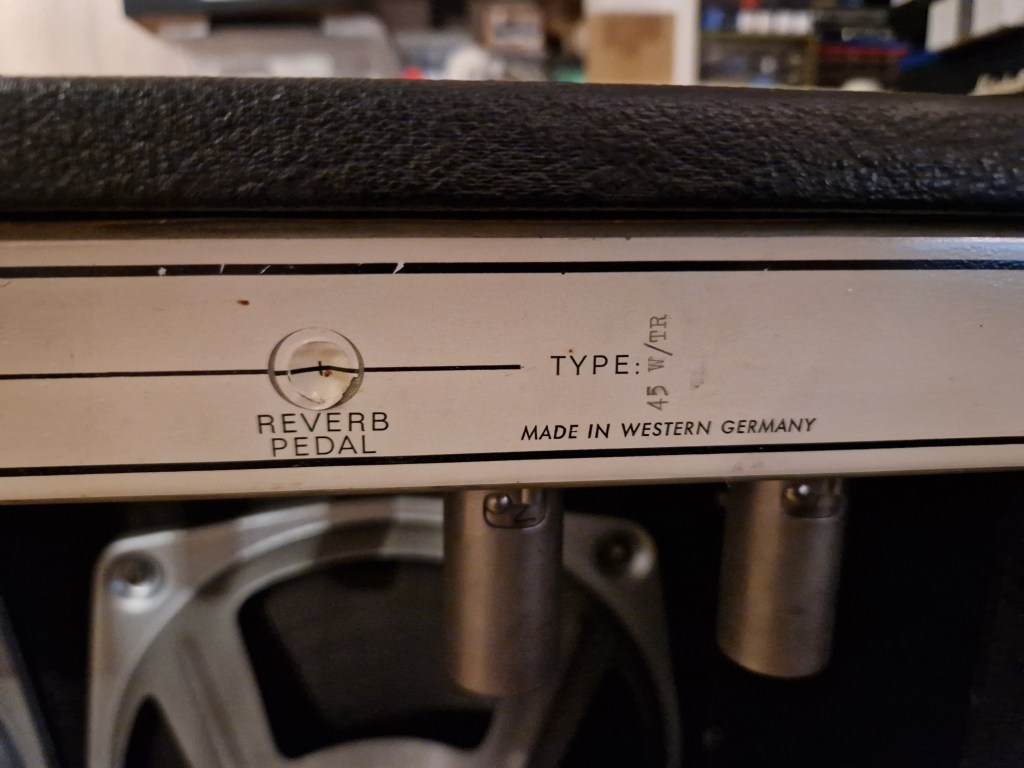 REVERB
PEDAL
TYPE: 45 W/TR
MADE IN WESTERN GERMANY